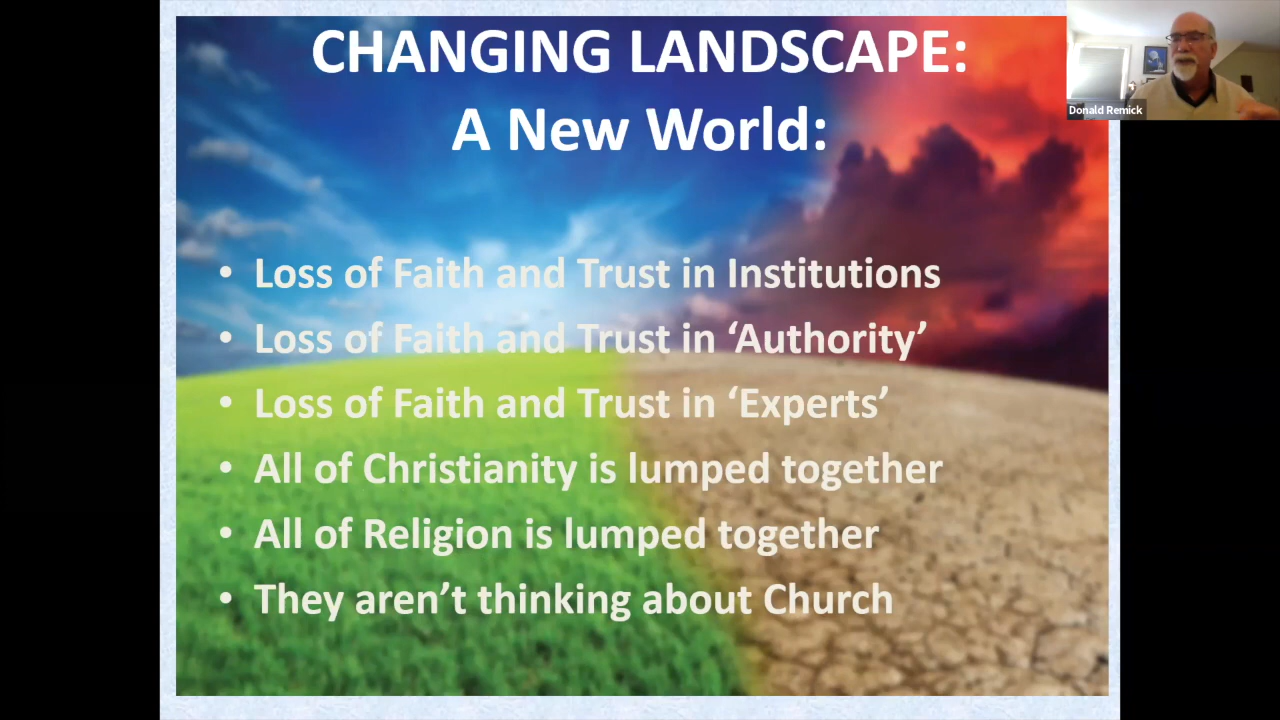 CHANGING LANDSCAPE:
A New World:
Donald Remick
• Loss of Faith and Trust in Institutions
• Loss of Faith and Trust in ‘Authority’
• Loss of Faith and Trust in ‘Experts’
• All of Christianity is lumped together
• All of Religion is lumped together
• They aren’t thinking about Church